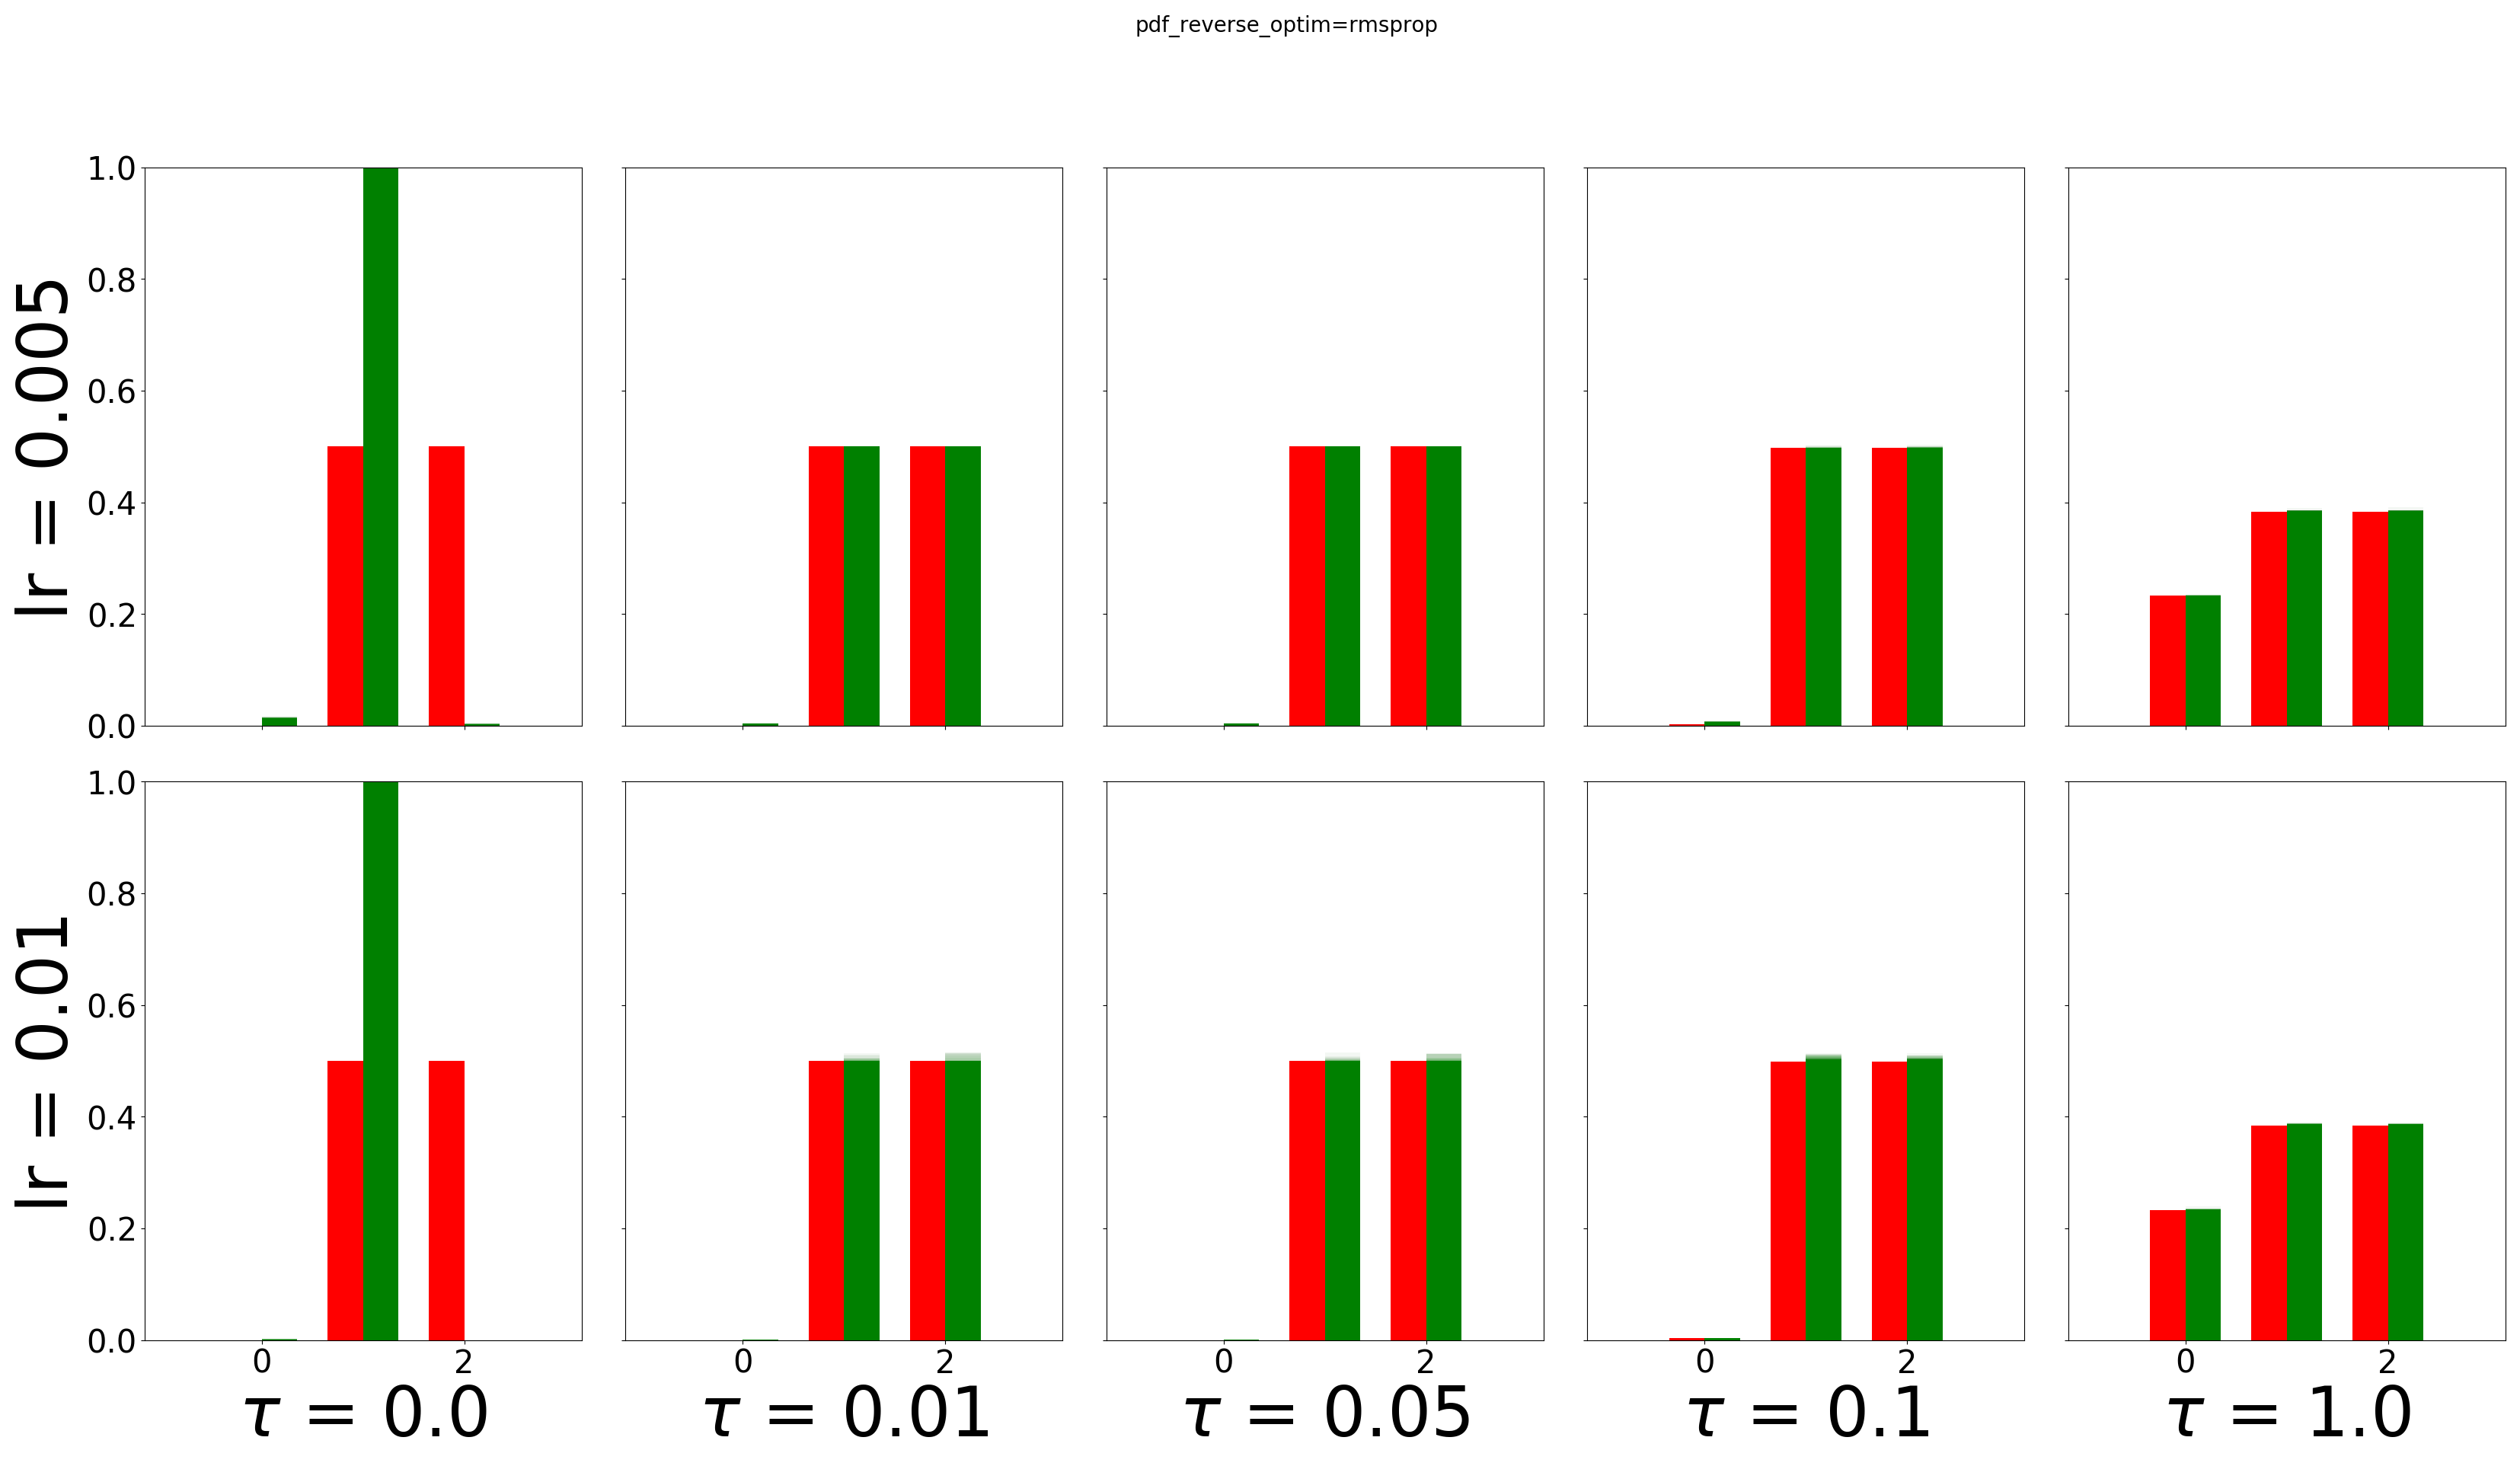 pdf_reverse_optim=rmsprop
lr = 0.005
1.0
0.8
0.6
0.4
0.2
0.0
lr = 0.01
1.0
0.8
0.6
0.4
0.2
0.0
0 2 0 2 0 2 0 2 0 2
τ = 0.0 τ = 0.01 τ = 0.05 τ = 0.1 τ = 1.0